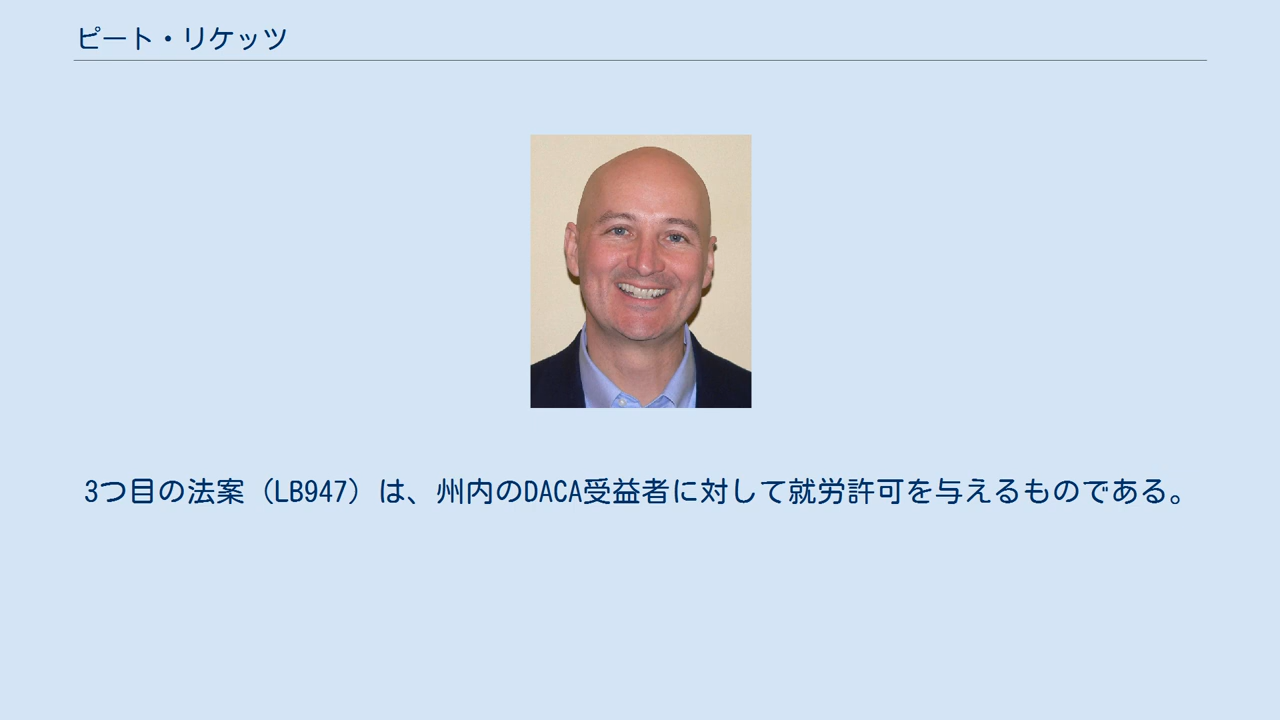 ピート・リケッツ
3つ目の法案（LB947）は、州内のDACA受益者に対して就労許可を与えるものである。